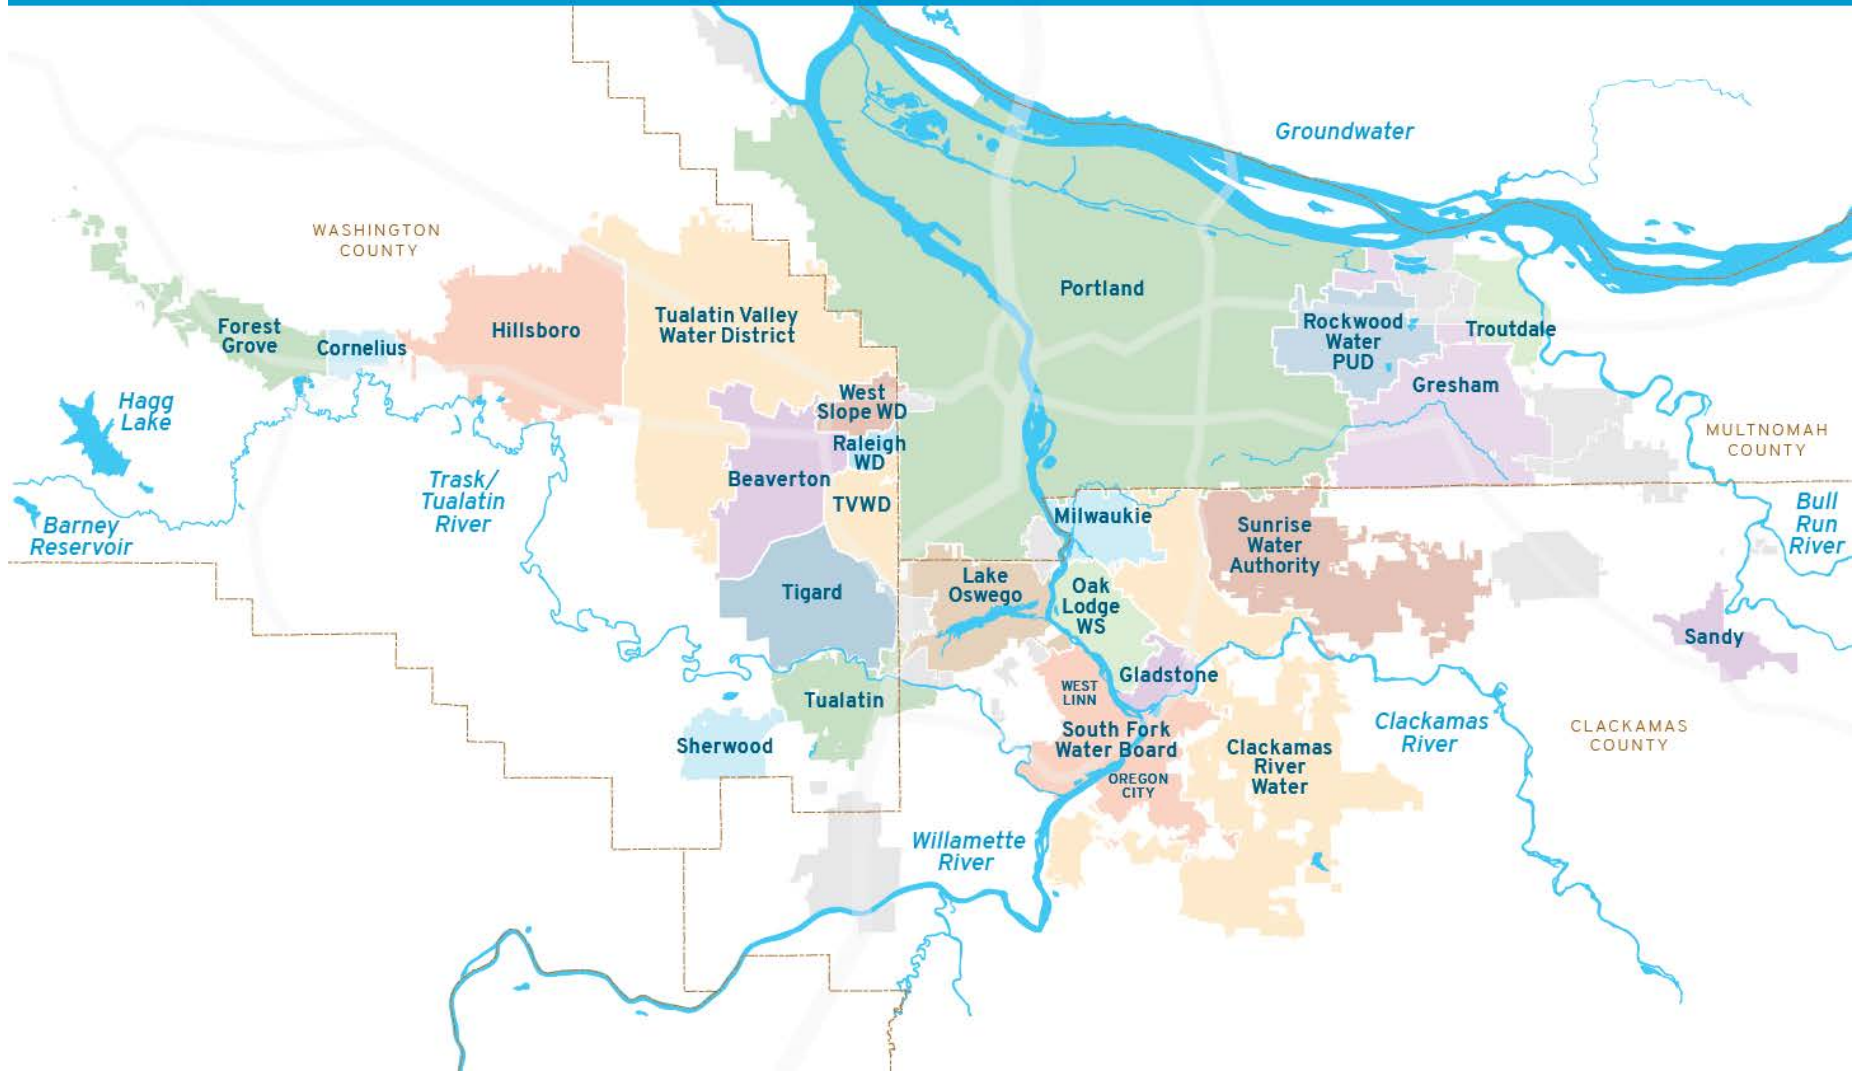 Groundwater
WASHINGTON
COUNTY
Portland
Forest
Grove
Cornelius
Hillsboro
Tualatin Valley
Water District
Rockwood
Water
PUD
Troutdale
Gresham
Hagg
Lake
West
Slope WD
Raleigh
WD
MULTNOMAH
COUNTY
Trask/
Tualatin
River
Beaverton
TVWD
Barney
Reservoir
Milwaukie
Sunrise
Water
Authority
Bull
Run
River
Tigard
Lake
Oswego
Oak
Lodge
WS
Sandy
Gladstone
WEST
LINN
Tualatin
Sherwood
South Fork
Water Board
OREGON
CITY
Clackamas
River
Water
Clackamas
River
CLACKAMAS
COUNTY
Willamette
River